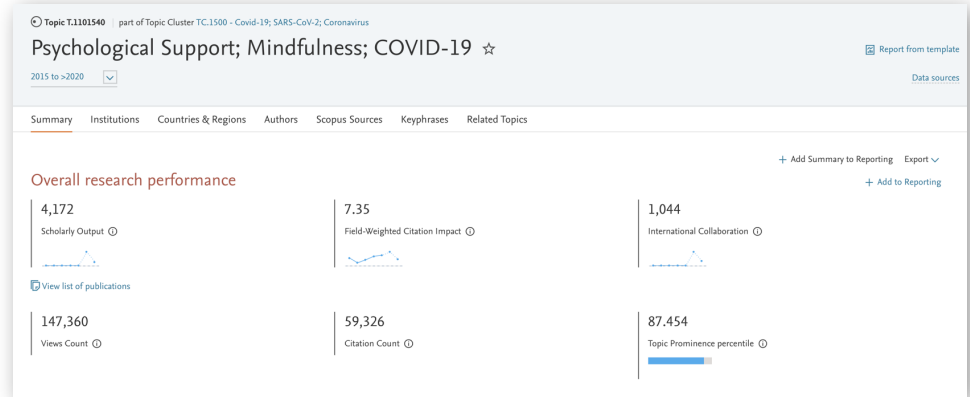 Topic T.1101540 part of Topic Cluster TC.1500 - Covid-19; SARS-CoV-2; Coronavirus
Psychological Support; Mindfulness; COVID-19
Report from template
2015 to >2020
Data sources
Summary Institutions Countries & Regions Authors Scopus Sources Keyphrases Related Topics
+ Add Summary to Reporting Export
Overall research performance
+ Add to Reporting
4,172 7.35 1,044
Scholarly Output Field-Weighted Citation Impact International Collaboration
View list of publications
147,360 59,326 87.454
Views Count Citation Count Topic Prominence percentile